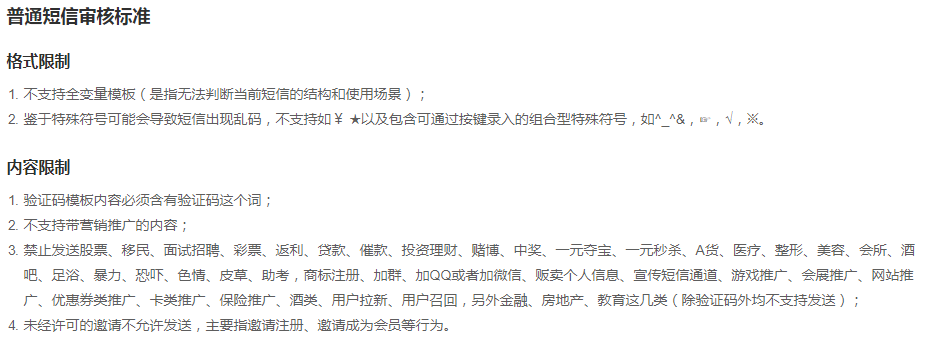 普通短信审核标准
格式限制
1. 不支持全变量模板（是指无法判断当前短信的结构和使用场景）；
2. 鉴于特殊符号可能会导致短信出现乱码，不支持如￥ ★以及包含可通过按键录入的组合型特殊符号，如^_^&，☞，√，※。
内容限制
1. 验证码模板内容必须含有验证码这个词；
2. 不支持带营销推广的内容；
3. 禁止发送股票、移民、面试招聘、彩票、返利、贷款、催款、投资理财、赌博、中奖、一元夺宝、一元秒杀、A货、医疗、整形、美容、会所、酒
吧、足浴、暴力、恐吓、色情、皮草、助考，商标注册、加群、加QQ或者加微信、贩卖个人信息、宣传短信通道、游戏推广、会展推广、网站推
广、优惠券类推广、卡类推广、保险推广、酒类、用户拉新、用户召回，另外金融、房地产、教育这几类（除验证码外均不支持发送）；
4. 未经许可的邀请不允许发送，主要指邀请注册、邀请成为会员等行为。